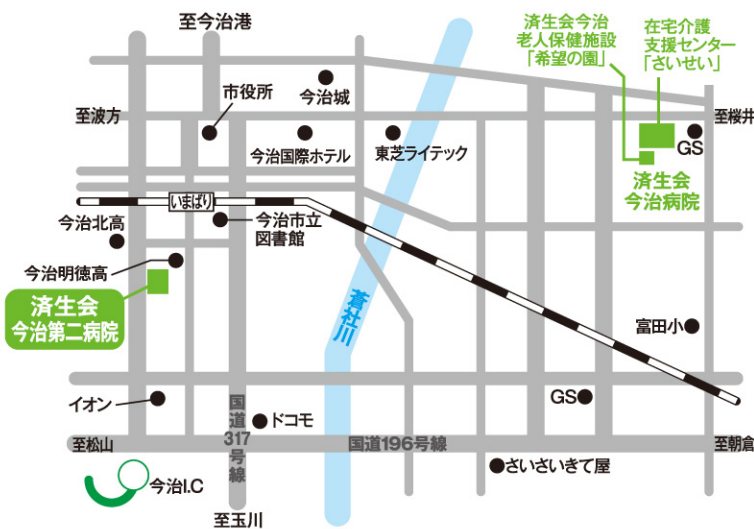 至今治港
済生会今治
老人保健施設
「希望の園」
在宅介護
支援センター
「さいせい」
市役所
今治城
至波方
至桜井
今治国際ホテル
東芝ライテック
GS
済生会
今治病院
いまばり
今治北高
今治市立
図書館
今治明徳高
済生会
今治第二病院
蒼社川
富田小
イオン
国道317号線
ドコモ
GS
至松山
国道196号線
至朝倉
さいさいきて屋
今治I.C
至玉川